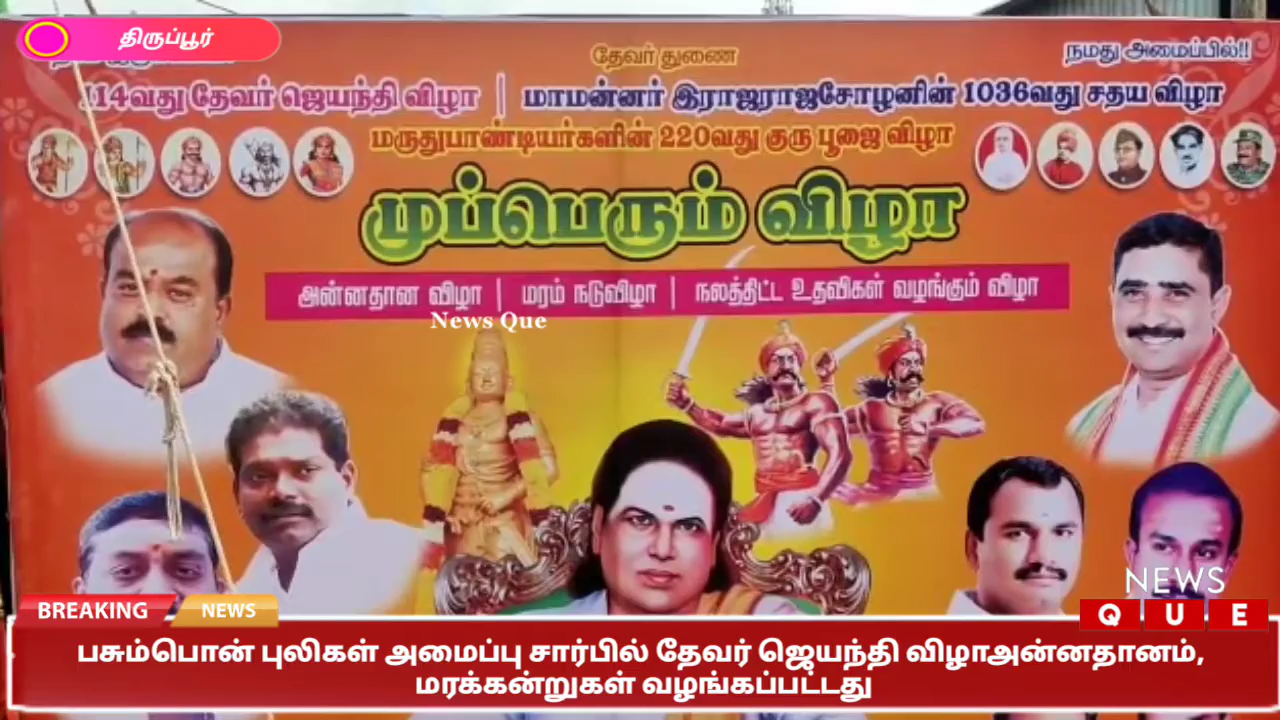 திருப்பூர்
தேவர் துணை
நமது அமைப்பில்!!
114வது தேவர் ஜெயந்தி விழா | மாமன்னர் இராஜராஜசோழனின் 1036வது சதய விழா
மருதுபாண்டியர்களின் 220வது குரு பூஜை விழா
முப்பெரும் விழா
அன்னதான விழா | மரம் நடுவிழா | நலத்திட்ட உதவிகள் வழங்கும் விழா
News Que
NEWS
QUE
BREAKING NEWS
பசும்பொன் புலிகள் அமைப்பு சார்பில் தேவர் ஜெயந்தி விழாஅன்னதானம்,
மரக்கன்றுகள் வழங்கப்பட்டது